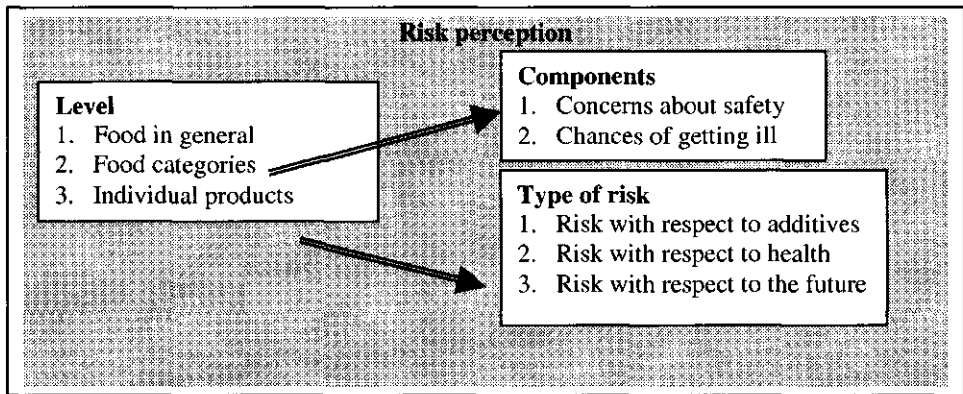 Risk perception
Level
1. Food in general
2. Food categories
3. Individual products
Components
1. Concerns about safety
2. Chances of getting ill
Type of risk
1. Risk with respect to additives
2. Risk with respect to health
3. Risk with respect to the future